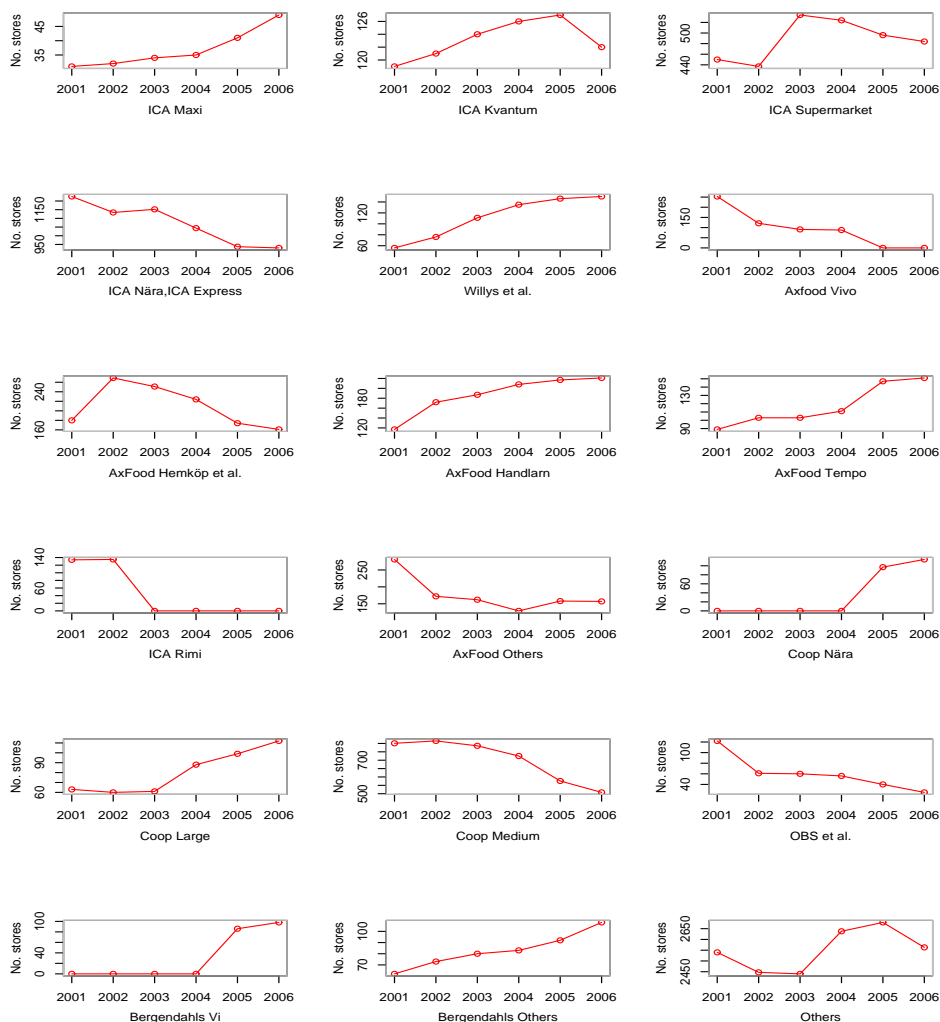 No. stores
45
35
2001 2002 2003 2004 2005 2006
ICA Maxi
No. stores
126
120
2001 2002 2003 2004 2005 2006
ICA Kvantum
No. stores
500
440
2001 2002 2003 2004 2005 2006
ICA Supermarket
No. stores
1150
950
2001 2002 2003 2004 2005 2006
ICA Nära,ICA Express
No. stores
120
60
2001 2002 2003 2004 2005 2006
Willys et al.
No. stores
150
0
2001 2002 2003 2004 2005 2006
Axfood Vivo
No. stores
240
160
2001 2002 2003 2004 2005 2006
AxFood Hemköp et al.
No. stores
180
120
2001 2002 2003 2004 2005 2006
AxFood Handlarn
No. stores
130
90
2001 2002 2003 2004 2005 2006
AxFood Tempo
No. stores
140
60
0
2001 2002 2003 2004 2005 2006
ICA Rimi
No. stores
250
150
2001 2002 2003 2004 2005 2006
AxFood Others
No. stores
60
0
2001 2002 2003 2004 2005 2006
Coop Nära
No. stores
90
60
2001 2002 2003 2004 2005 2006
Coop Large
No. stores
700
500
2001 2002 2003 2004 2005 2006
Coop Medium
No. stores
100
40
2001 2002 2003 2004 2005 2006
OBS et al.
No. stores
100
40
0
2001 2002 2003 2004 2005 2006
Bergendahls Vi
No. stores
100
70
2001 2002 2003 2004 2005 2006
Bergendahls Others
No. stores
2650
2450
2001 2002 2003 2004 2005 2006
Others